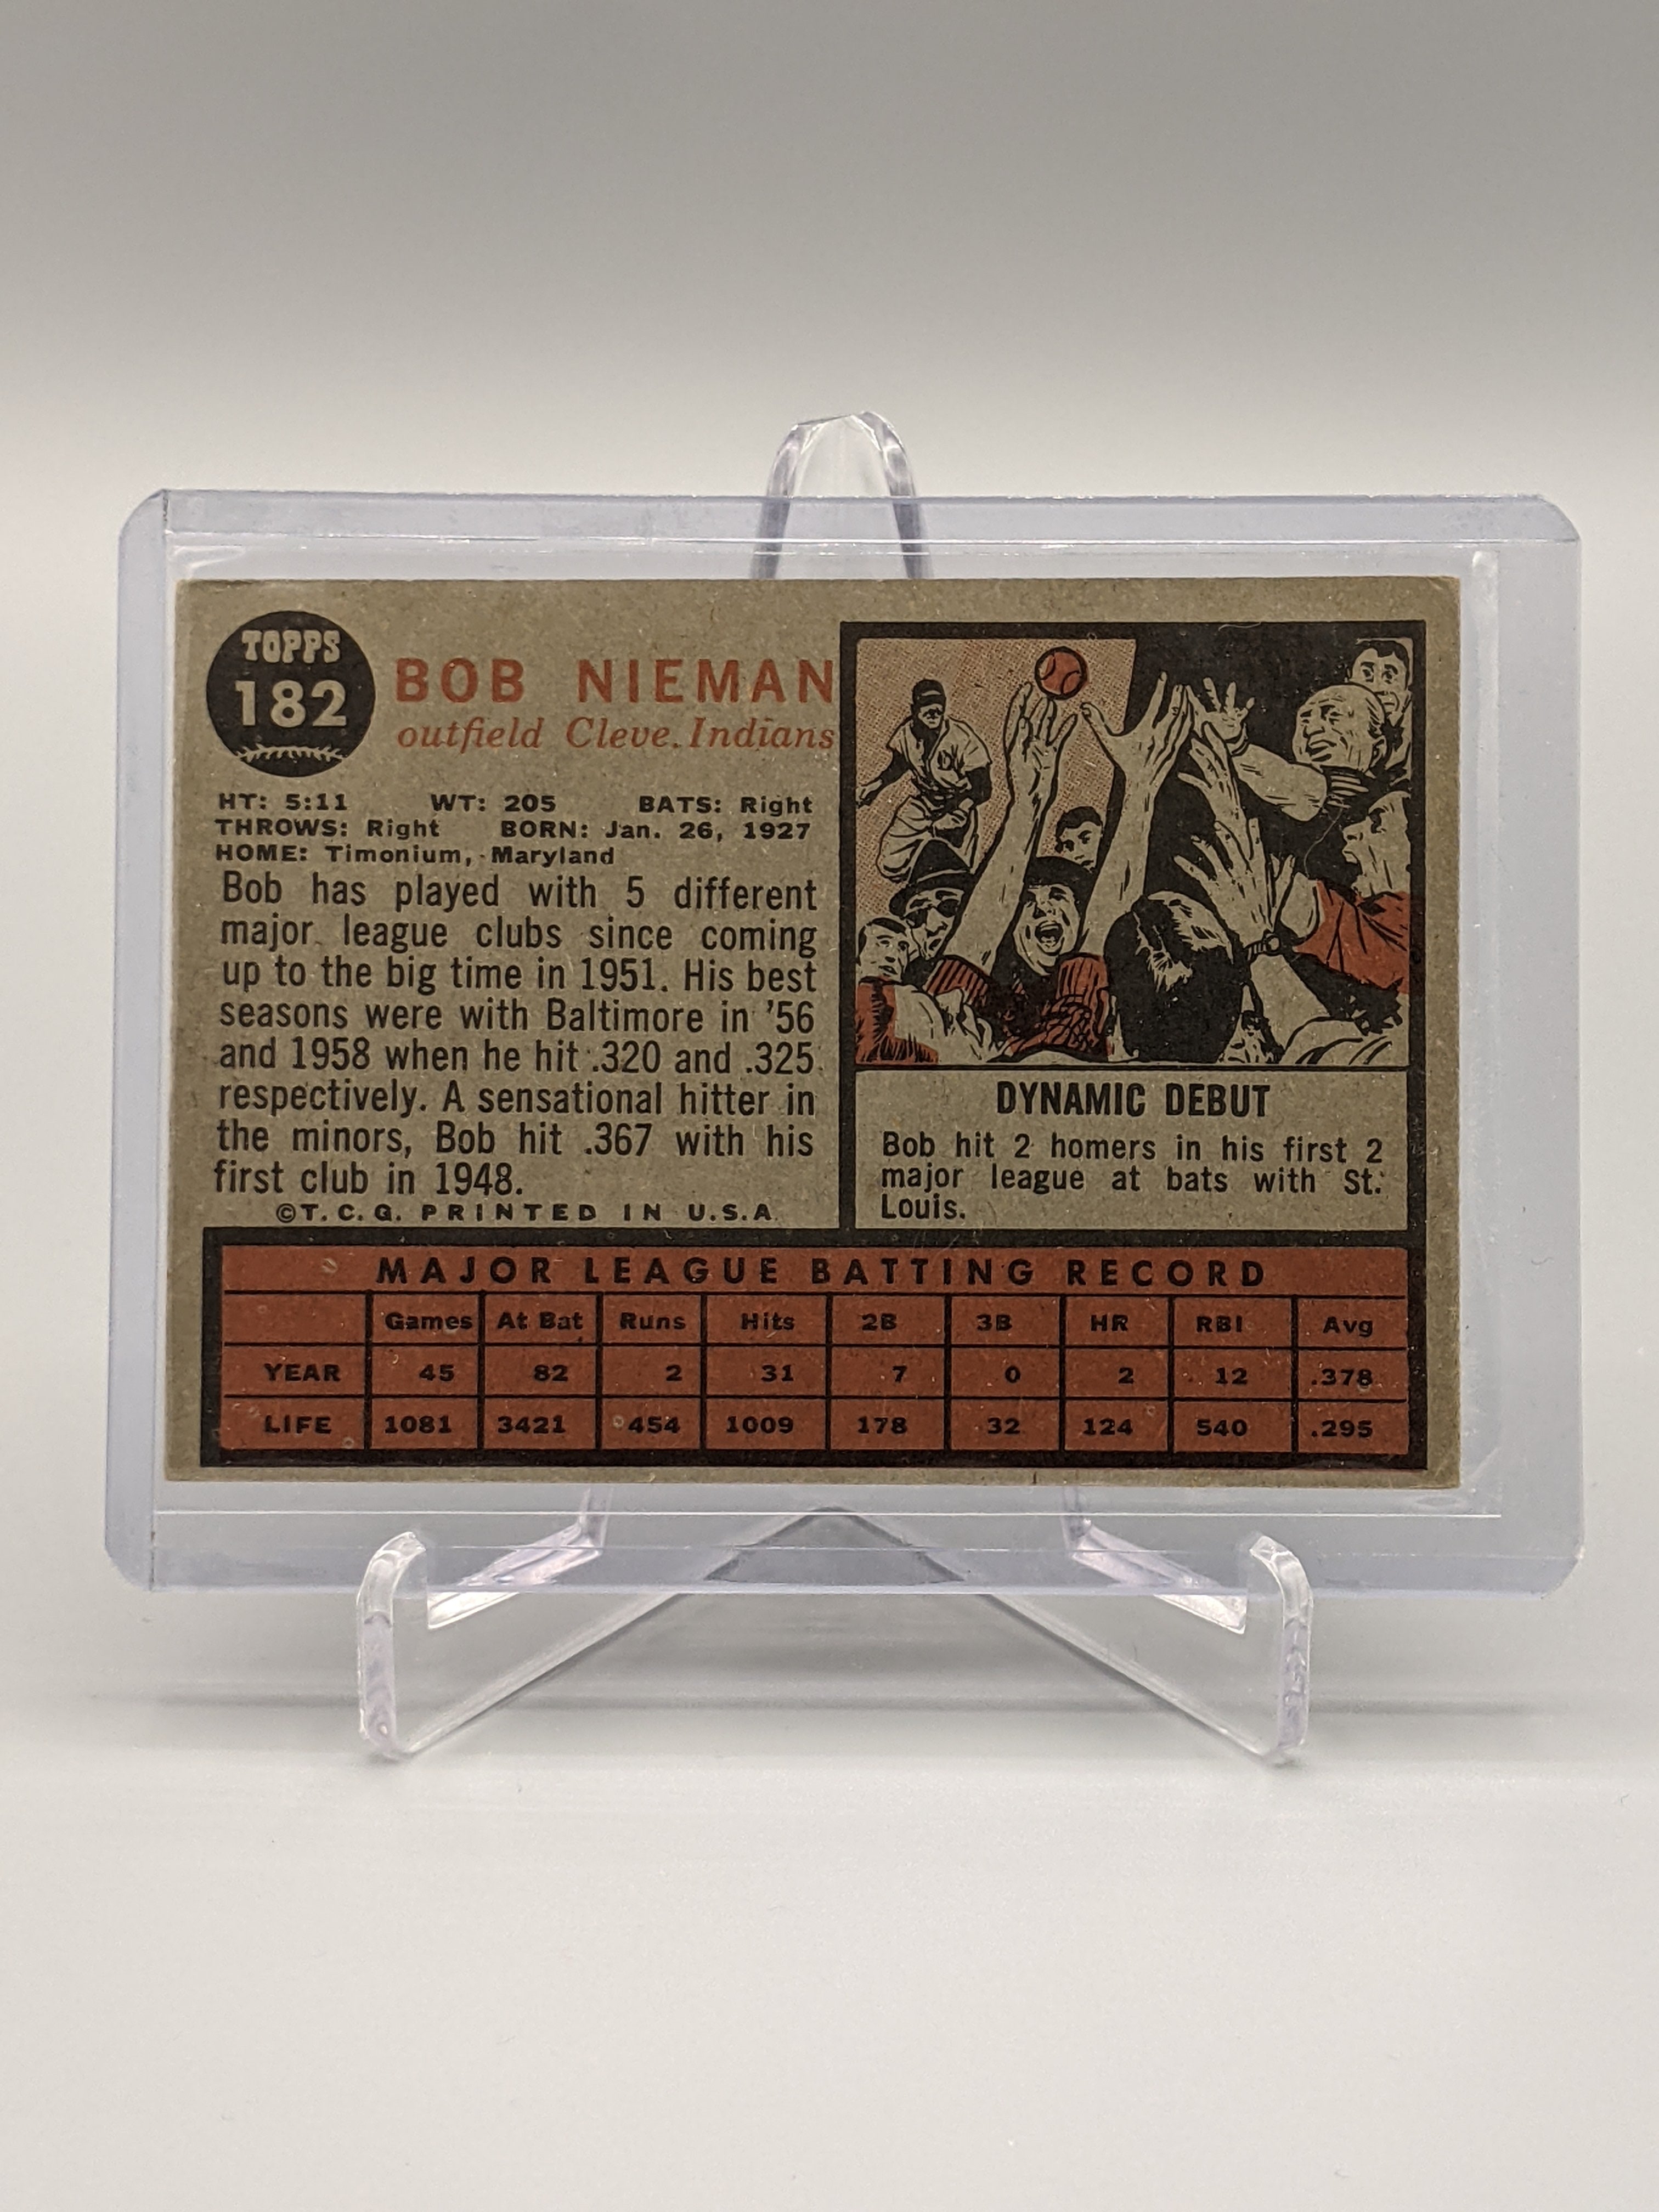 TOPPS
182
BOB NIEMAN
outfield Cleve. Indians
HT: 5:11 WT: 205 BATS: Right
THROWS: Right BORN: Jan. 26, 1927
HOME: Timonium, Maryland
Bob has played with 5 different
major league clubs since coming
up to the big time in 1951. His best
seasons were with Baltimore in '56
and 1958 when he hit .320 and .325
respectively. A sensational hitter in
the minors, Bob hit .367 with his
first club in 1948.
©T.C.G. PRINTED IN U.S.A.
DYNAMIC DEBUT
Bob hit 2 homers in his first 2
major league at bats with St.
Louis.
MAJOR LEAGUE BATTING RECORD
Games At Bat Runs Hits 2B 3B HR RBI Avg
YEAR 45 82 2 31 7 0 2 12 .378
LIFE 1081 3421 454 1009 178 32 124 540 .295